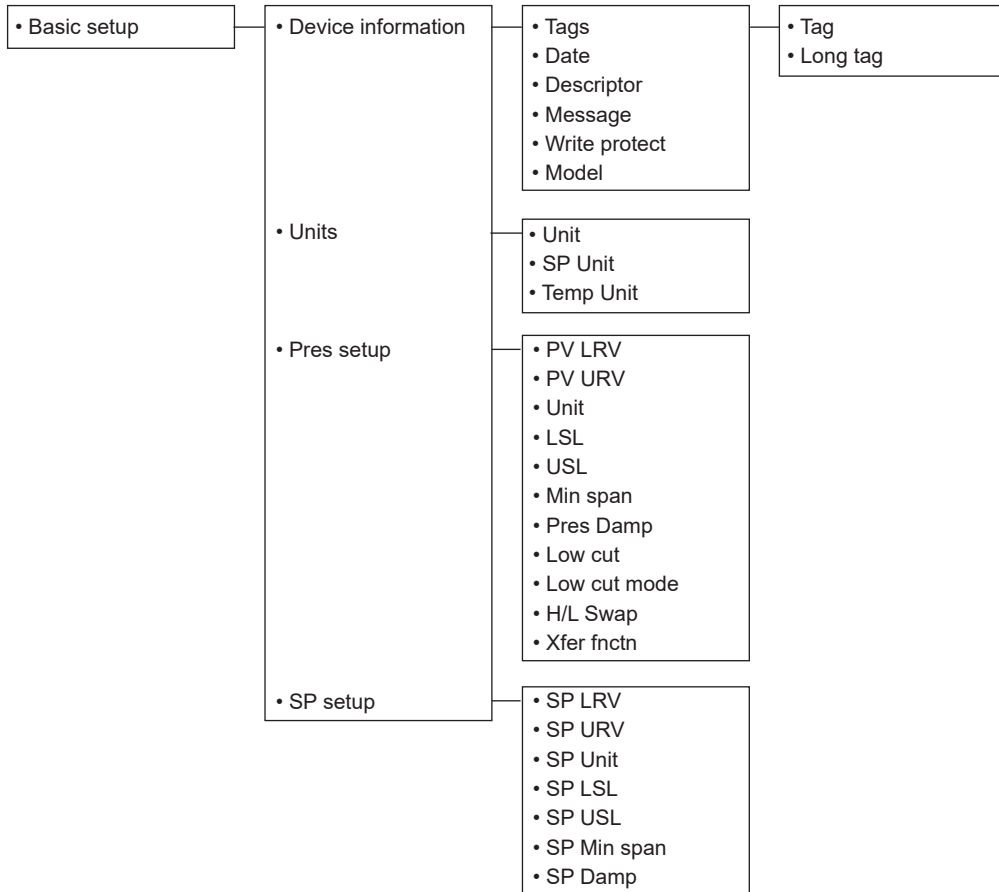 • Basic setup
• Device information
• Tags
• Date
• Descriptor
• Message
• Write protect
• Model
• Tag
• Long tag
• Units
• Unit
• SP Unit
• Temp Unit
• Pres setup
• PV LRV
• PV URV
• Unit
• LSL
• USL
• Min span
• Pres Damp
• Low cut
• Low cut mode
• H/L Swap
• Xfer fnctn
• SP setup
• SP LRV
• SP URV
• SP Unit
• SP LSL
• SP USL
• SP Min span
• SP Damp